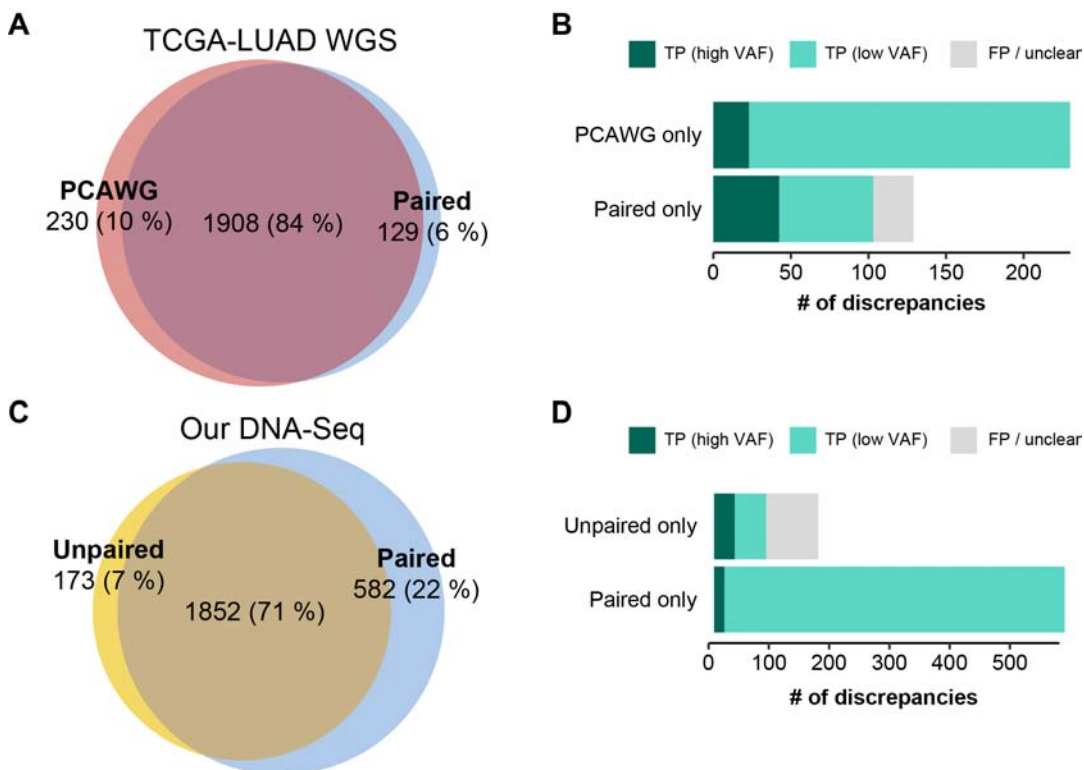 A
TCGA-LUAD WGS
PCAWG
230 (10 %)
1908 (84 %)
Paired
129 (6 %)
B
TP (high VAF) TP (low VAF) FP / unclear
PCAWG only
Paired only
0 50 100 150 200
# of discrepancies
C
Our DNA-Seq
Unpaired
173 (7 %)
1852 (71 %)
Paired
582 (22 %)
D
TP (high VAF) TP (low VAF) FP / unclear
Unpaired only
Paired only
0 100 200 300 400 500
# of discrepancies